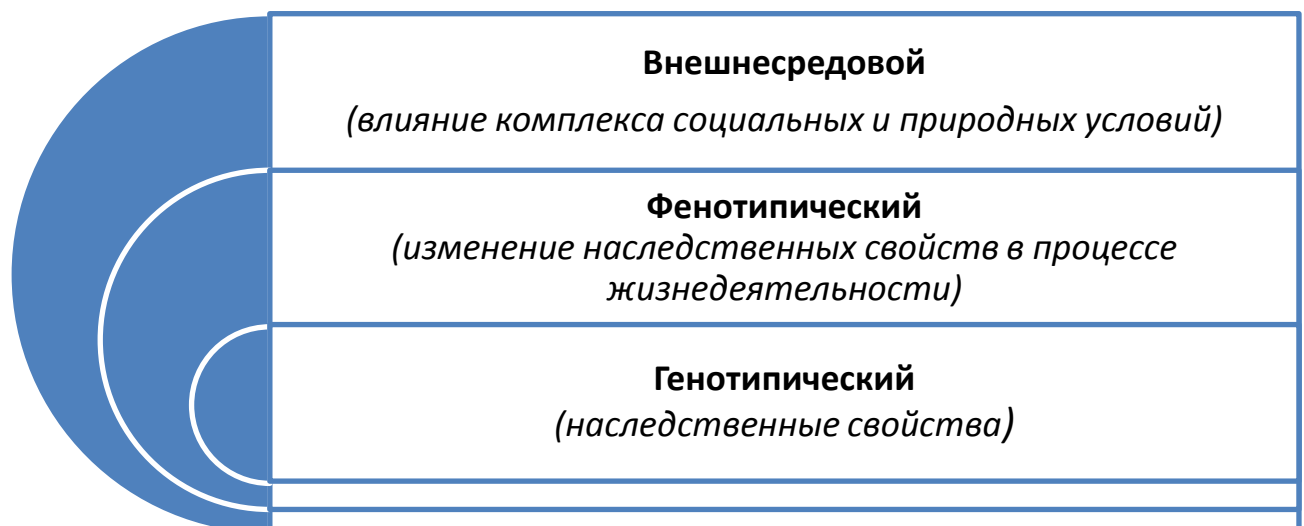 Внешнесредовой
(влияние комплекса социальных и природных условий)
Фенотипический
(изменение наследственных свойств в процессе
жизнедеятельности)
Генотипический
(наследственные свойства)